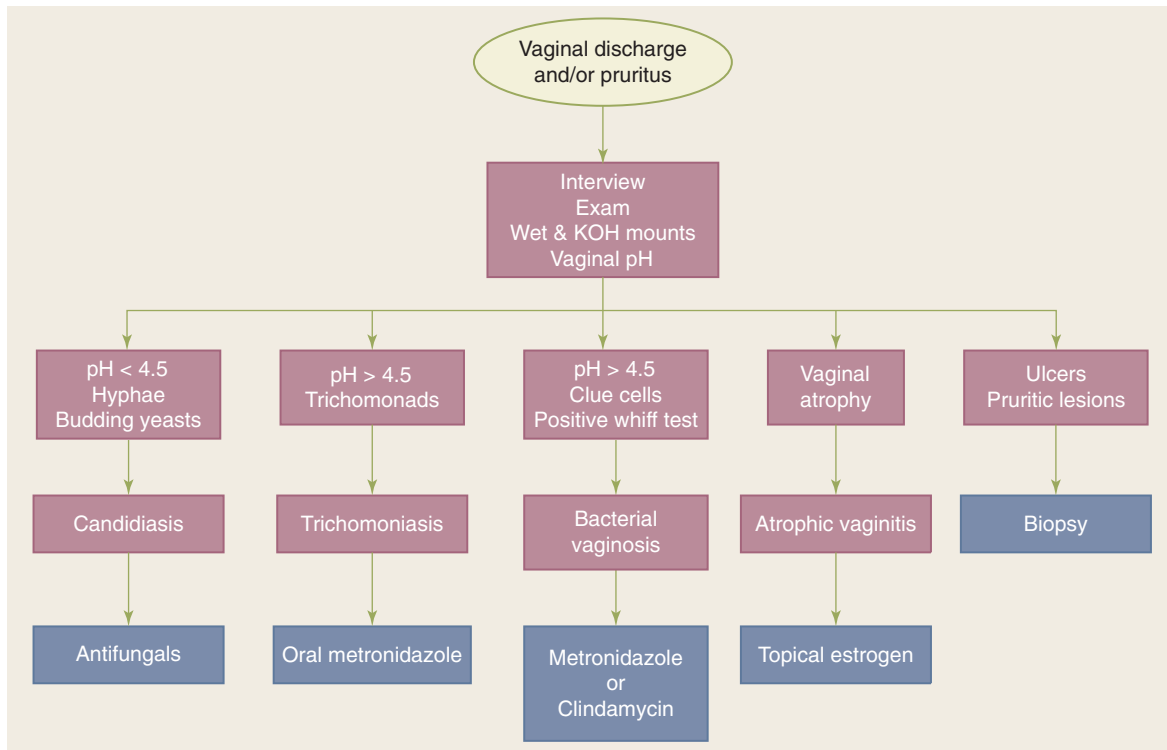 Vaginal discharge
and/or pruritus
Interview
Exam
Wet & KOH mounts
Vaginal pH
pH < 4.5
Hyphae
Budding yeasts
pH > 4.5
Trichomonads
pH > 4.5
Clue cells
Positive whiff test
Vaginal
atrophy
Ulcers
Pruritic lesions
Candidiasis
Trichomoniasis
Bacterial
vaginosis
Atrophic vaginitis
Biopsy
Antifungals
Oral metronidazole
Metronidazole
or
Clindamycin
Topical estrogen